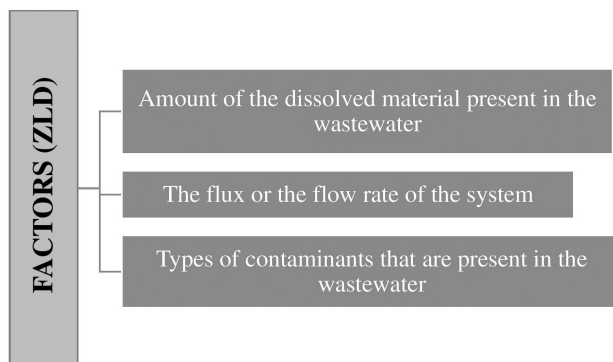 FACTORS (ZLD)
Amount of the dissolved material present in the
wastewater
The flux or the flow rate of the system
Types of contaminants that are present in the
wastewater